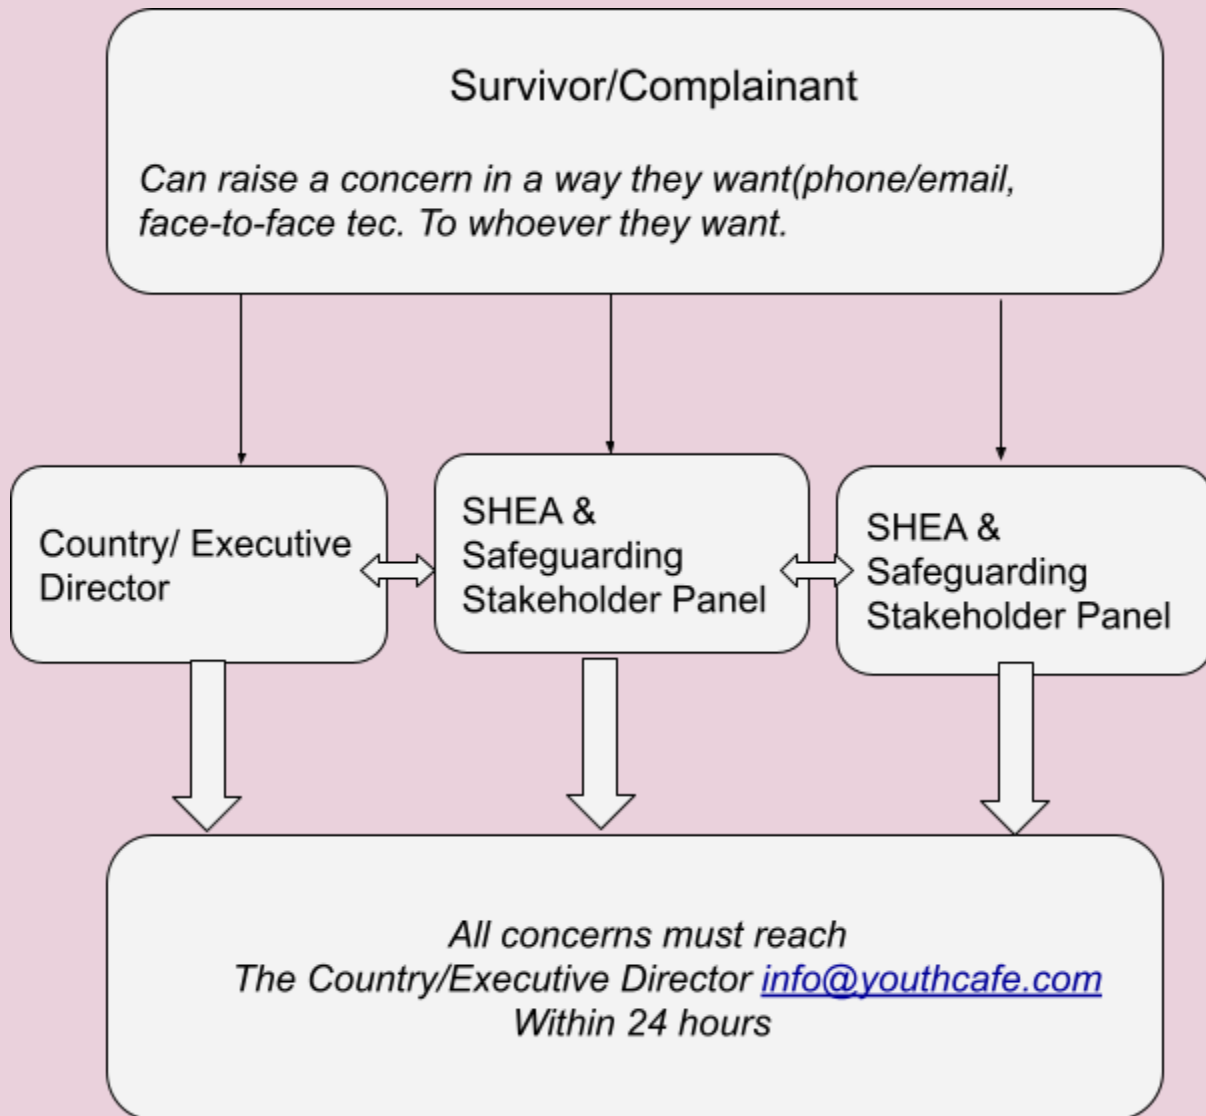 Survivor/Complainant
Can raise a concern in a way they want(phone/email,
face-to-face tec. To whoever they want.
Country/ Executive
Director
SHEA &
Safeguarding
Stakeholder Panel
SHEA &
Safeguarding
Stakeholder Panel
All concerns must reach
The Country/Executive Director info@youthcafe.com
Within 24 hours